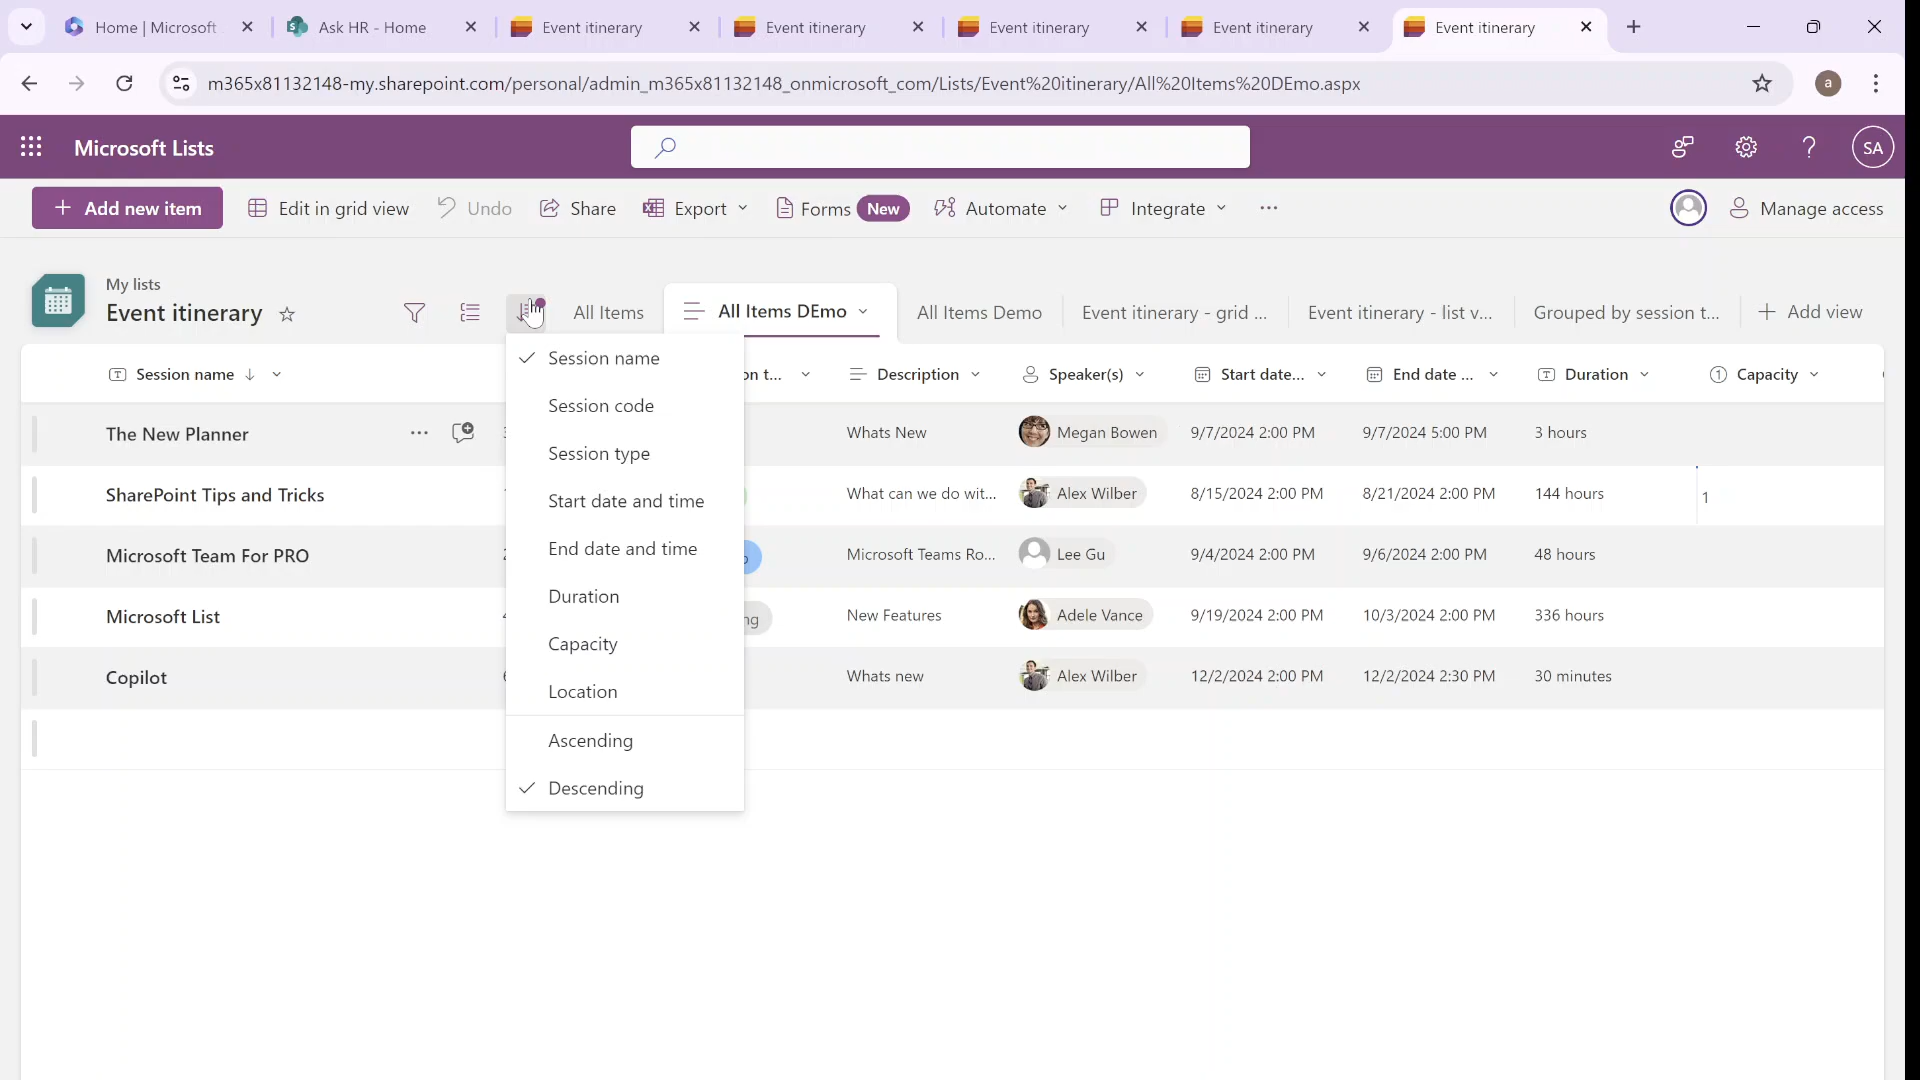 Home | Microsoft
Ask HR - Home
Event itinerary
Event itinerary
Event itinerary
Event itinerary
Event itinerary
m365x81132148-my.sharepoint.com/personal/admin_m365x81132148_onmicrosoft_com/Lists/Event%20itinerary/All%20Items%20DEmo.aspx
a
Microsoft Lists
SA
Add new item
Edit in grid view
Undo
Share
Export
Forms New
Automate
Integrate
Manage access
My lists
Event itinerary
All Items
All Items DEmo
All Items Demo
Event itinerary - grid ...
Event itinerary - list v...
Grouped by session t...
Add view
Session name
on t...
Description
Speaker(s)
Start date...
End date ...
Duration
Capacity
The New Planner
Whats New
Megan Bowen
9/7/2024 2:00 PM
9/7/2024 5:00 PM
3 hours
SharePoint Tips and Tricks
What can we do wit...
Alex Wilber
8/15/2024 2:00 PM
8/21/2024 2:00 PM
144 hours
1
Microsoft Team For PRO
Microsoft Teams Ro...
Lee Gu
9/4/2024 2:00 PM
9/6/2024 2:00 PM
48 hours
Microsoft List
ng
New Features
Adele Vance
9/19/2024 2:00 PM
10/3/2024 2:00 PM
336 hours
Copilot
Whats new
Alex Wilber
12/2/2024 2:00 PM
12/2/2024 2:30 PM
30 minutes
Session name
Session code
Session type
Start date and time
End date and time
Duration
Capacity
Location
Ascending
Descending